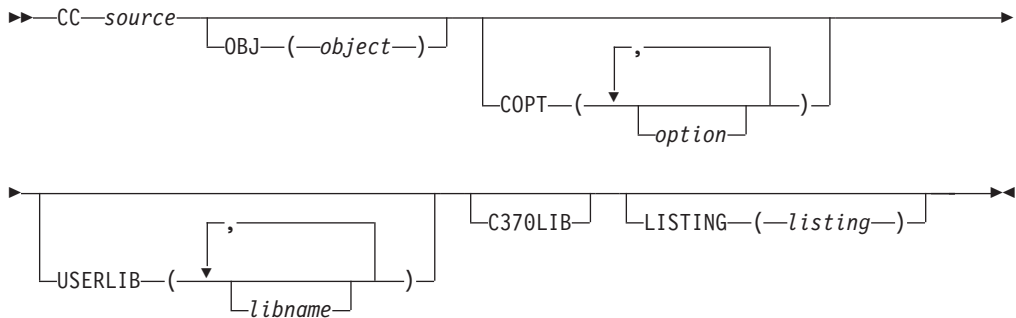 CC source
OBJ ( object )
,
COPT ( option )
,
USERLIB ( libname )
C370LIB
LISTING ( listing )